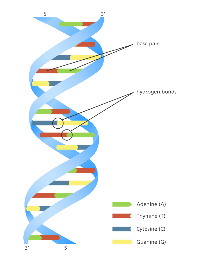 5' 3'
base pair
hydrogen bonds
Adenine (A)
Thymine (T)
Cytosine (C)
Guanine (G)
3' 5'